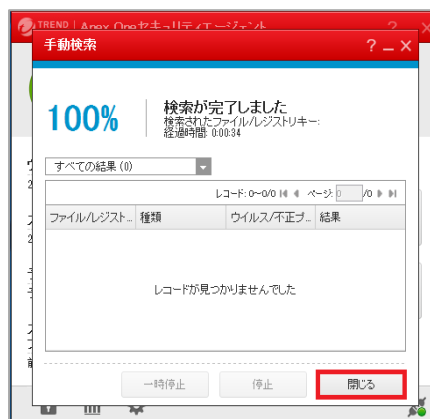 TREND | Apex Oneセキュリティエージェント ? ×
手動検索 ? – ×
100%
検索が完了しました
検索されたファイル/レジストリキー:
経過時間: 0:00:34
すべての結果 (0)
レコード: 0~0/0 ページ: 0 /0
ファイル/レジスト... 種類 ウイルス/不正プ... 結果
レコードが見つかりませんでした
一時停止 停止 閉じる